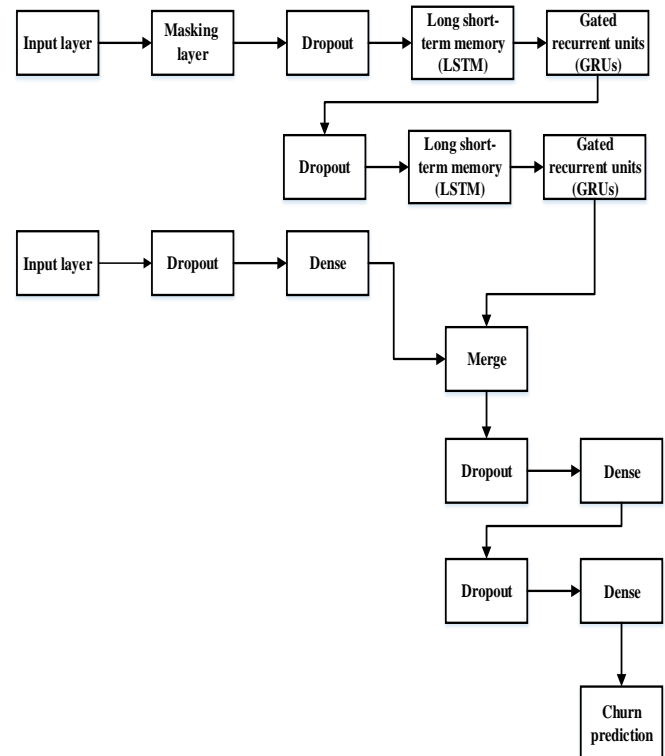 Input layer
Masking
layer
Dropout
Long short-
term memory
(LSTM)
Gated
recurrent units
(GRUs)
Dropout
Long short-
term memory
(LSTM)
Gated
recurrent units
(GRUs)
Input layer
Dropout
Dense
Merge
Dropout
Dense
Dropout
Dense
Churn
prediction